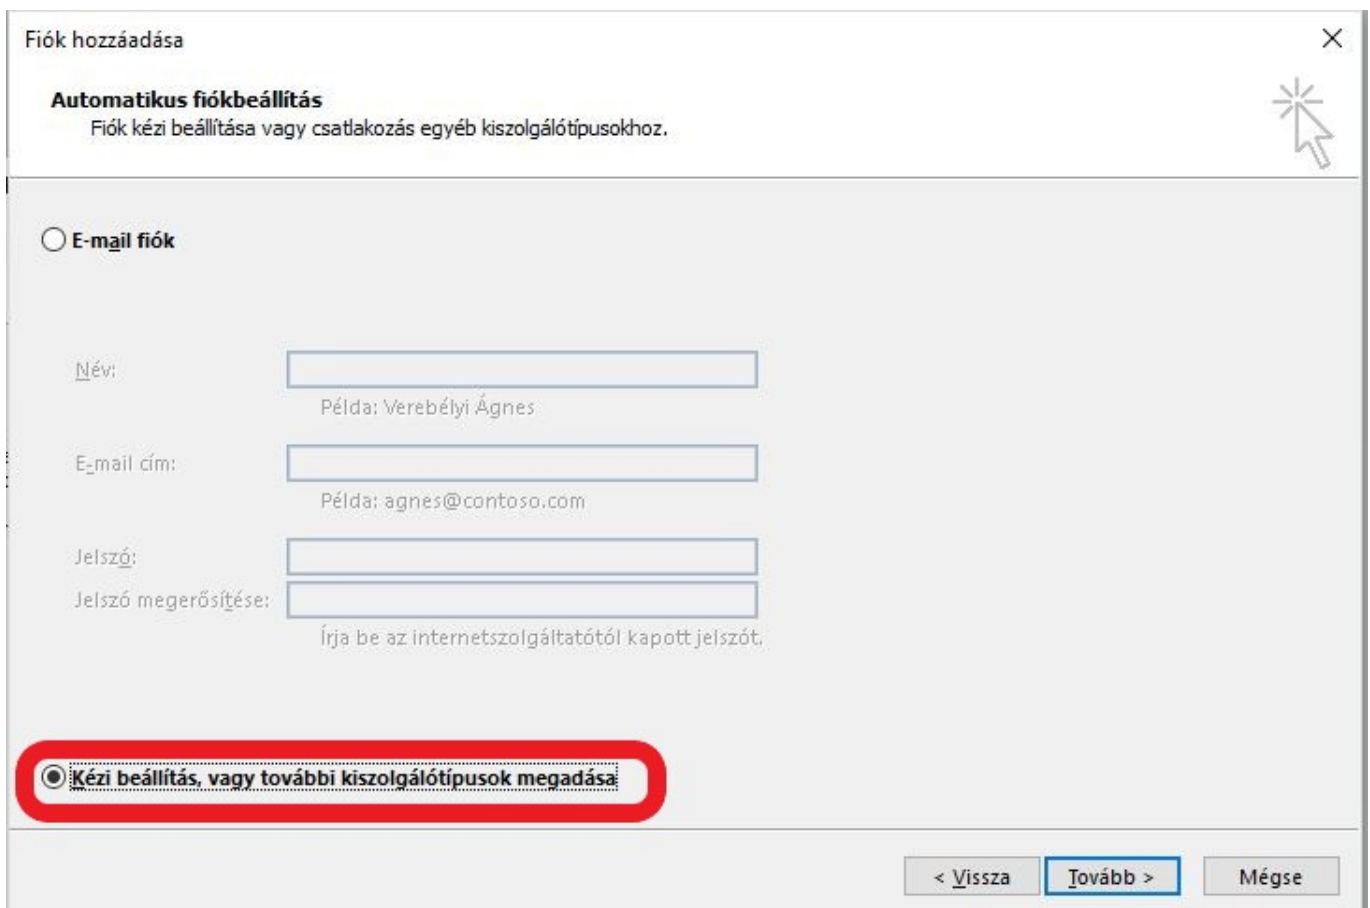 Fiók hozzáadása
Automatikus fiókbeállítás
Fiók kézi beállítása vagy csatlakozás egyéb kiszolgálótípusokhoz.
E-mail fiók
Név:
Példa: Verebélyi Ágnes
E-mail cím:
Példa: agnes@contoso.com
Jelszó:
Jelszó megerősítése:
Írja be az internetszolgáltatótól kapott jelszót.
Kézi beállítás, vagy további kiszolgálótípusok megadása
< Vissza
Tovább >
Mégse